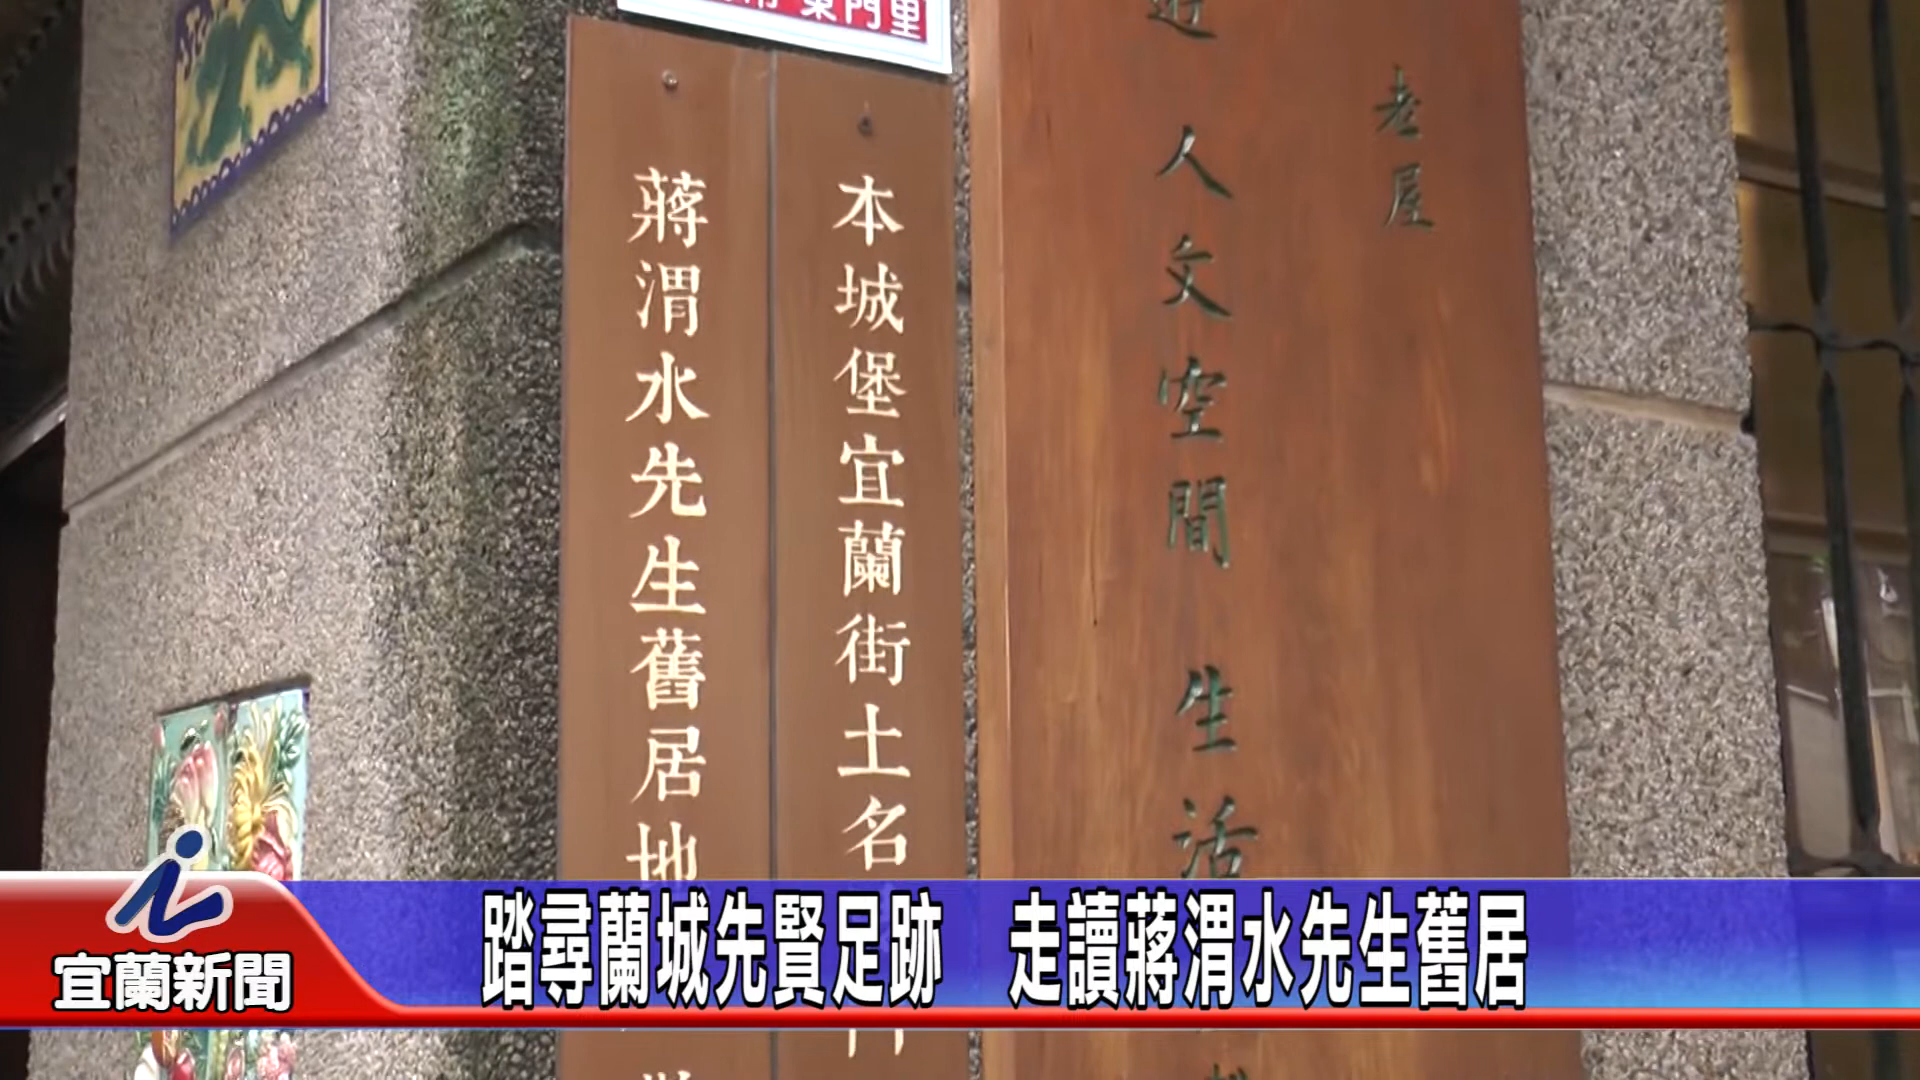 東門里
老屋
人文空間 生活
本城堡宜蘭街土名
蔣渭水先生舊居地
踏尋蘭城先賢足跡 走讀蔣渭水先生舊居
宜蘭新聞